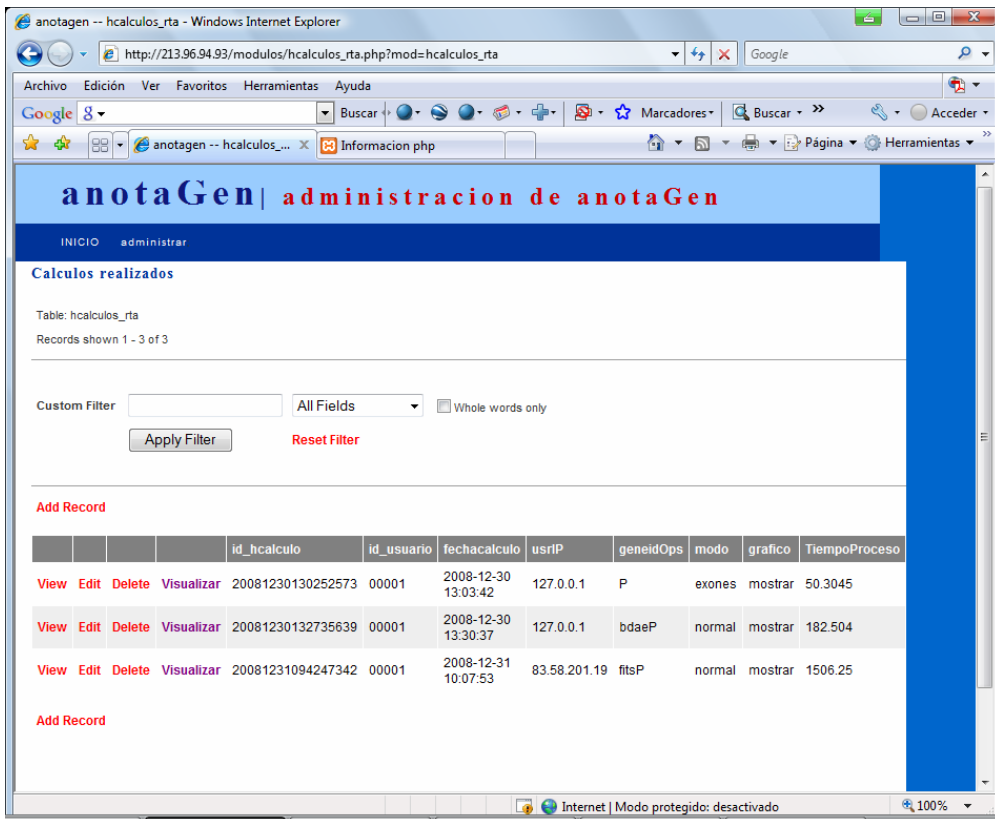 anotagen -- hcalculos_rta - Windows Internet Explorer
http://213.96.94.93/modulos/hcalculos_rta.php?mod=hcalculos_rta
Google
Archivo Edición Ver Favoritos Herramientas Ayuda
Google Buscar Marcadores Buscar » Acceder
anotagen -- hcalculos_... X Informacion php Página Herramientas »
anotaGen| administracion de anotaGen
INICIO administrar
Calculos realizados
Table: hcalculos_rta
Records shown 1 - 3 of 3
Custom Filter All Fields Whole words only
Apply Filter Reset Filter
Add Record
id_hcalculo id_usuario fechacalculo usrIP geneidOps modo grafico TiempoProceso
View Edit Delete Visualizar 20081230130252573 00001 2008-12-30 13:03:42 127.0.0.1 P exones mostrar 50.3045
View Edit Delete Visualizar 20081230132735639 00001 2008-12-30 13:30:37 127.0.0.1 bdaeP normal mostrar 182.504
View Edit Delete Visualizar 20081231094247342 00001 2008-12-31 10:07:53 83.58.201.19 fitsP normal mostrar 1506.25
Add Record
Internet | Modo protegido: desactivado 100%